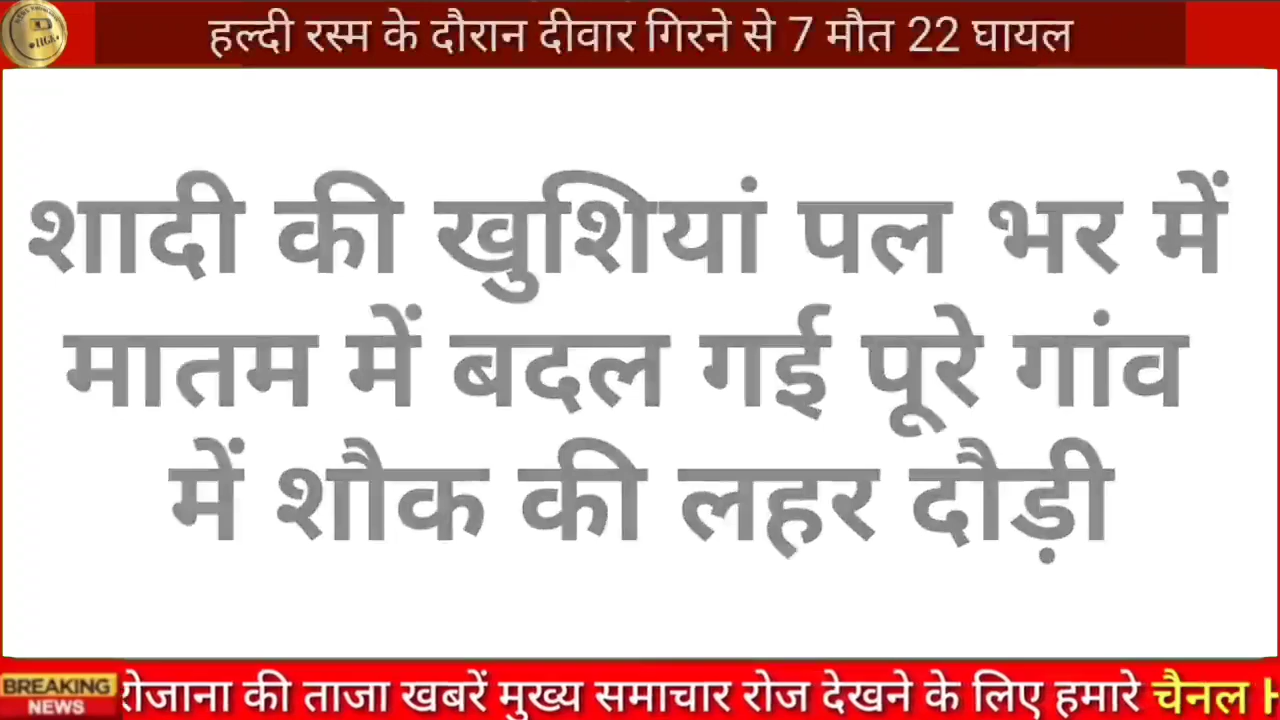 हल्दी रस्म के दौरान दीवार गिरने से 7 मौत 22 घायल
शादी की खुशियां पल भर में
मातम में बदल गई पूरे गांव
में शौक की लहर दौड़ी
BREAKING
NEWS
रोजाना की ताजा खबरें मुख्य समाचार रोज देखने के लिए हमारे चैनल